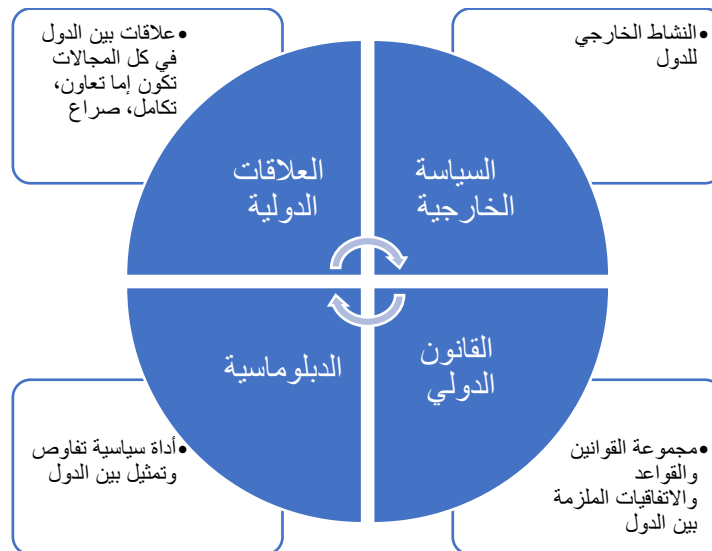 •النشاط الخارجي
للدول
•علاقات بين الدول
في كل المجالات
تكون إما تعاون،
تكامل، صراع
السياسة
الخارجية
العلاقات
الدولية
القانون
الدولي
الدبلوماسية
•مجموعة القوانين
والقواعد
والاتفاقيات الملزمة
بين الدول
•أداة سياسية تفاوص
وتمثيل بين الدول